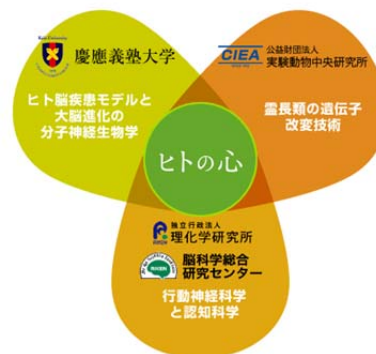 慶應義塾大学
ヒト脳疾患モデルと
大脳進化の
分子神経生物学
CIEA
公益財団法人
実験動物中央研究所
霊長類の遺伝子
改変技術
ヒトの心
独立行政法人
理化学研究所
脳科学総合
研究センター
行動神経科学
と認知科学